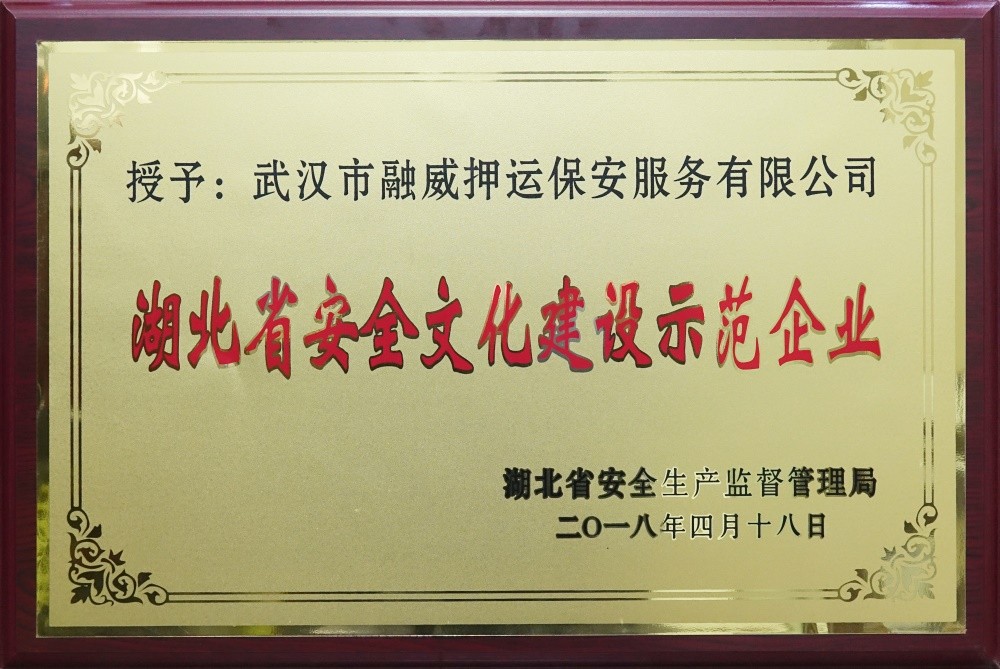 授予：武汉市融威押运保安服务有限公司
湖北省安全文化建设示范企业
湖北省安全生产监督管理局
二〇一八年四月十八日